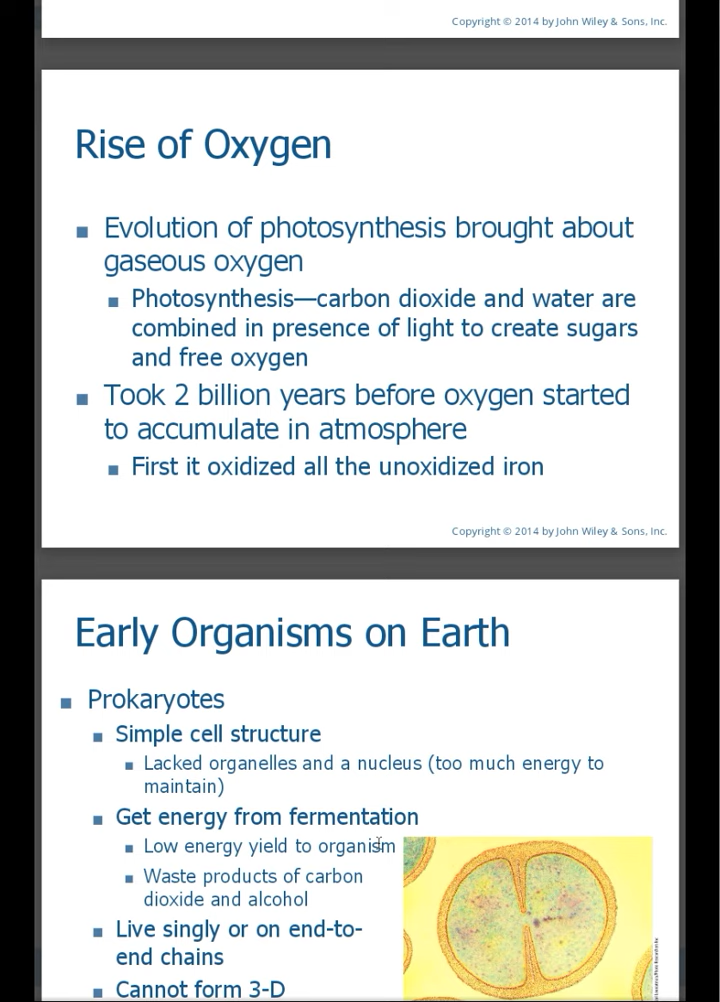 Copyright © 2014 by John Wiley & Sons, Inc.
Rise of Oxygen
Evolution of photosynthesis brought about
gaseous oxygen
Photosynthesis—carbon dioxide and water are
combined in presence of light to create sugars
and free oxygen
Took 2 billion years before oxygen started
to accumulate in atmosphere
First it oxidized all the unoxidized iron
Copyright © 2014 by John Wiley & Sons, Inc.
Early Organisms on Earth
Prokaryotes
Simple cell structure
Lacked organelles and a nucleus (too much energy to
maintain)
Get energy from fermentation
Low energy yield to organism
Waste products of carbon
dioxide and alcohol
Live singly or on end-to-
end chains
Cannot form 3-D